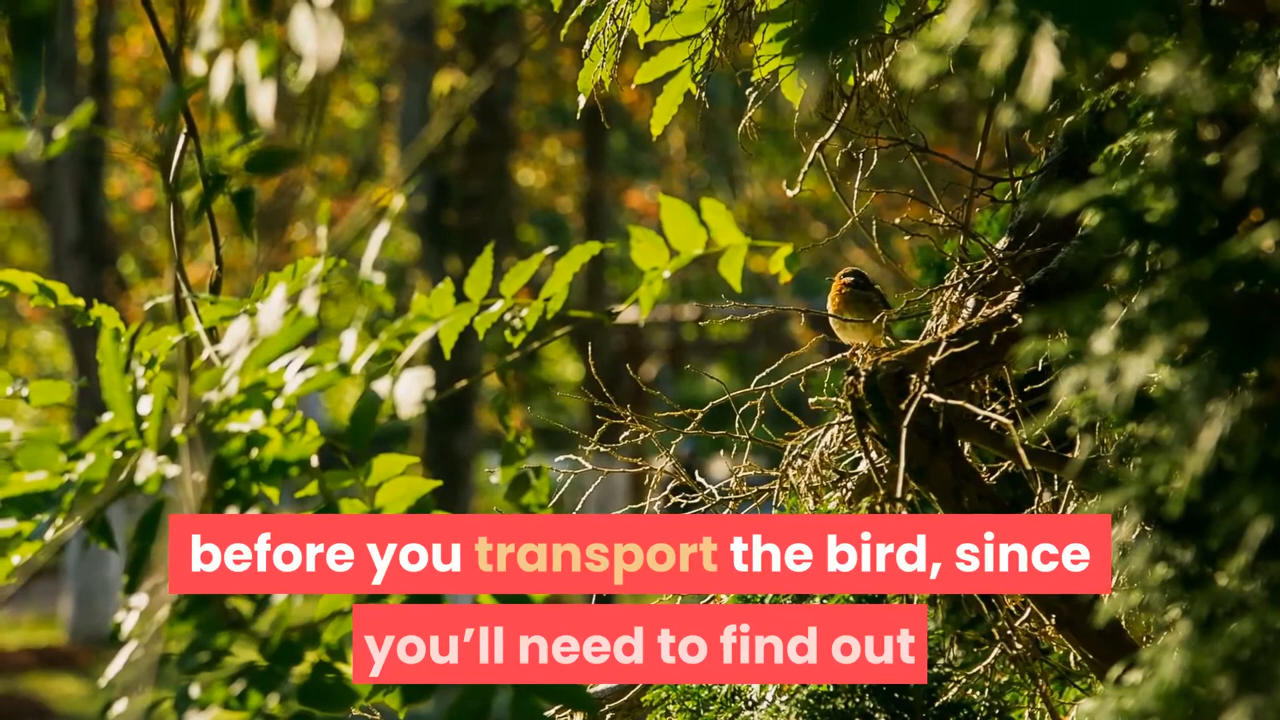 before you transport the bird, since
you’ll need to find out